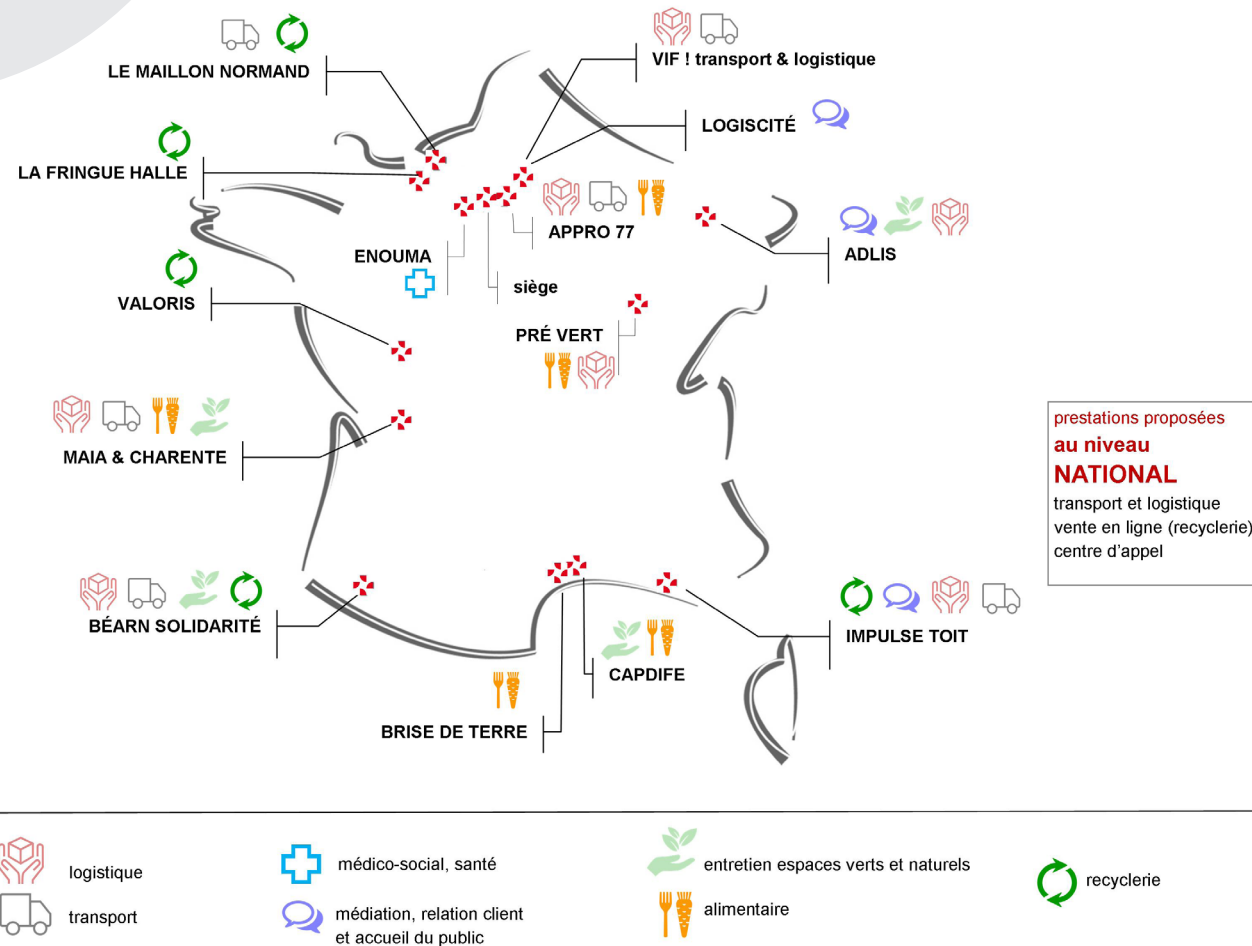 LE MAILLON NORMAND
VIF ! transport & logistique
LOGISCITÉ
LA FRINGUE HALLE
APPRO 77
ENOUMA
ADLIS
siège
VALORIS
PRÉ VERT
prestations proposées
au niveau
NATIONAL
transport et logistique
vente en ligne (recyclerie)
centre d'appel
MAIA & CHARENTE
BÉARN SOLIDARITÉ
IMPULSE TOIT
CAPDIFE
BRISE DE TERRE
logistique
transport
médico-social, santé
médiation, relation client
et accueil du public
entretien espaces verts et naturels
alimentaire
recyclerie